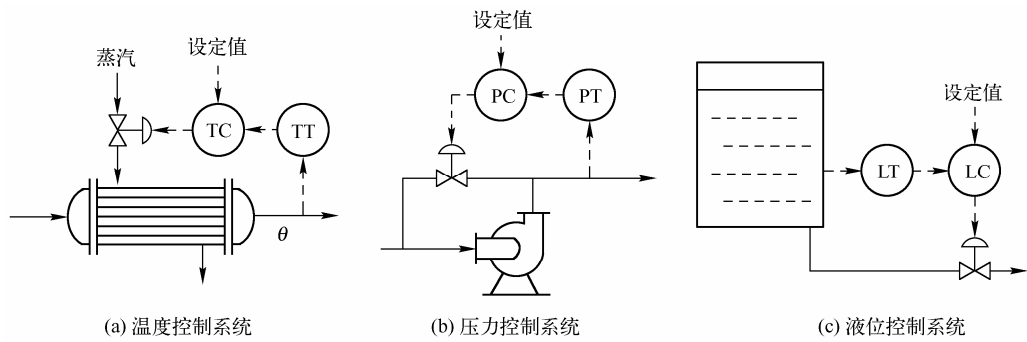 蒸汽
设定值
TC
TT
θ
(a) 温度控制系统
设定值
PC
PT
(b) 压力控制系统
设定值
LT
LC
(c) 液位控制系统